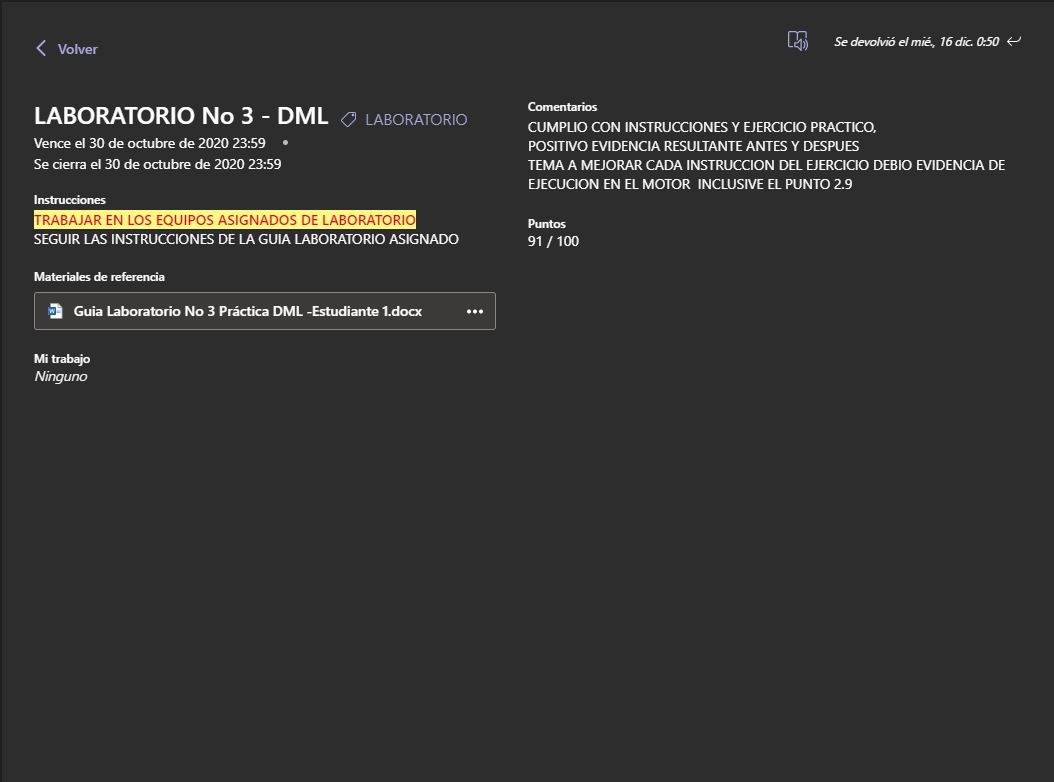 Volver
Se devolvió el mié., 16 dic. 0:50
LABORATORIO No 3 - DML
LABORATORIO
Vence el 30 de octubre de 2020 23:59
Se cierra el 30 de octubre de 2020 23:59
Instrucciones
TRABAJAR EN LOS EQUIPOS ASIGNADOS DE LABORATORIO
SEGUIR LAS INSTRUCCIONES DE LA GUIA LABORATORIO ASIGNADO
Materiales de referencia
Guia Laboratorio No 3 Práctica DML -Estudiante 1.docx
Mi trabajo
Ninguno
Comentarios
CUMPLIO CON INSTRUCCIONES Y EJERCICIO PRACTICO,
POSITIVO EVIDENCIA RESULTANTE ANTES Y DESPUES
TEMA A MEJORAR CADA INSTRUCCION DEL EJERCICIO DEBIO EVIDENCIA DE
EJECUCION EN EL MOTOR  INCLUSIVE EL PUNTO 2.9
Puntos
91 / 100